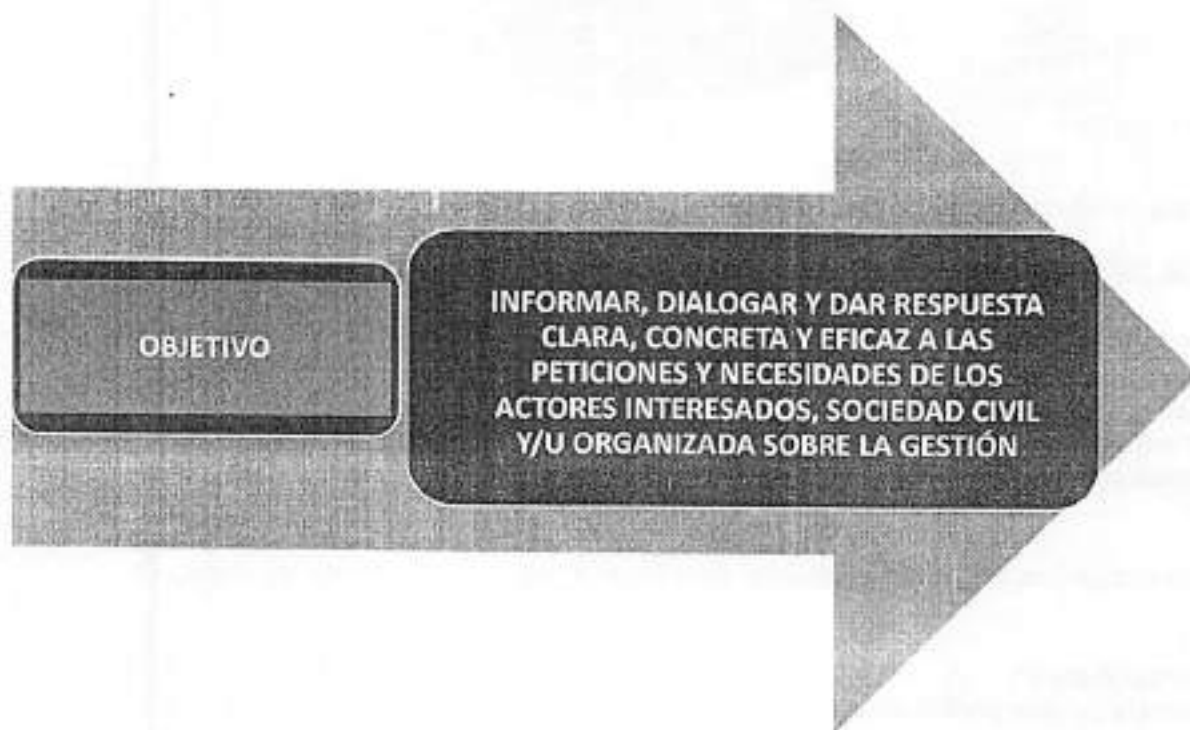 OBJETIVO
INFORMAR, DIALOGAR Y DAR RESPUESTA
CLARA, CONCRETA Y EFICAZ A LAS
PETICIONES Y NECESIDADES DE LOS
ACTORES INTERESADOS, SOCIEDAD CIVIL
Y/U ORGANIZADA SOBRE LA GESTIÓN